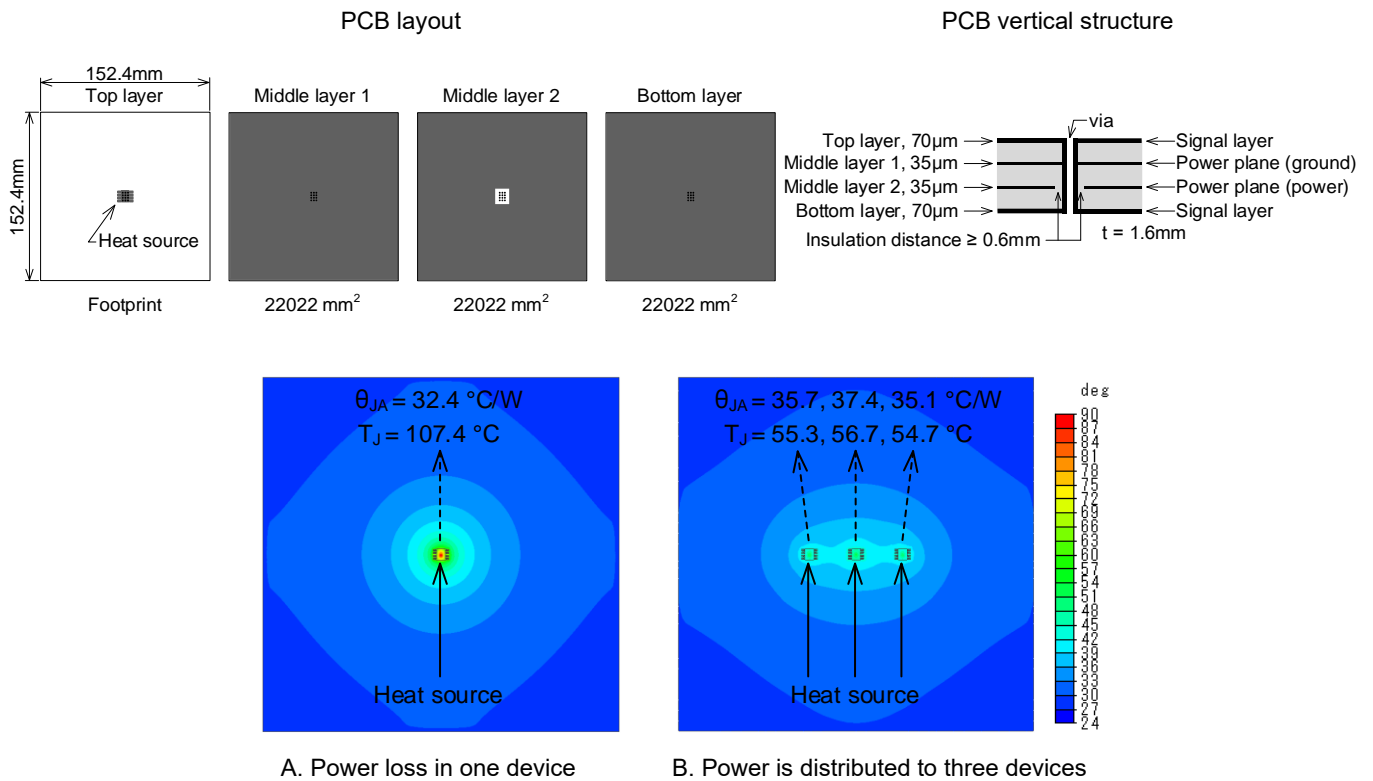 PCB layout
PCB vertical structure
152.4mm
Top layer
Middle layer 1
Middle layer 2
Bottom layer
152.4mm
Heat source
Footprint
22022 mm²
22022 mm²
22022 mm²
via
Top layer, 70µm
Middle layer 1, 35µm
Middle layer 2, 35µm
Bottom layer, 70µm
Signal layer
Power plane (ground)
Power plane (power)
Signal layer
Insulation distance ≥ 0.6mm
t = 1.6mm
θJA = 32.4 °C/W
TJ = 107.4 °C
Heat source
θJA = 35.7, 37.4, 35.1 °C/W
TJ = 55.3, 56.7, 54.7 °C
Heat source
deg
90
87
84
81
78
75
72
69
66
63
60
57
54
51
48
45
42
39
36
33
30
27
24
A. Power loss in one device
B. Power is distributed to three devices